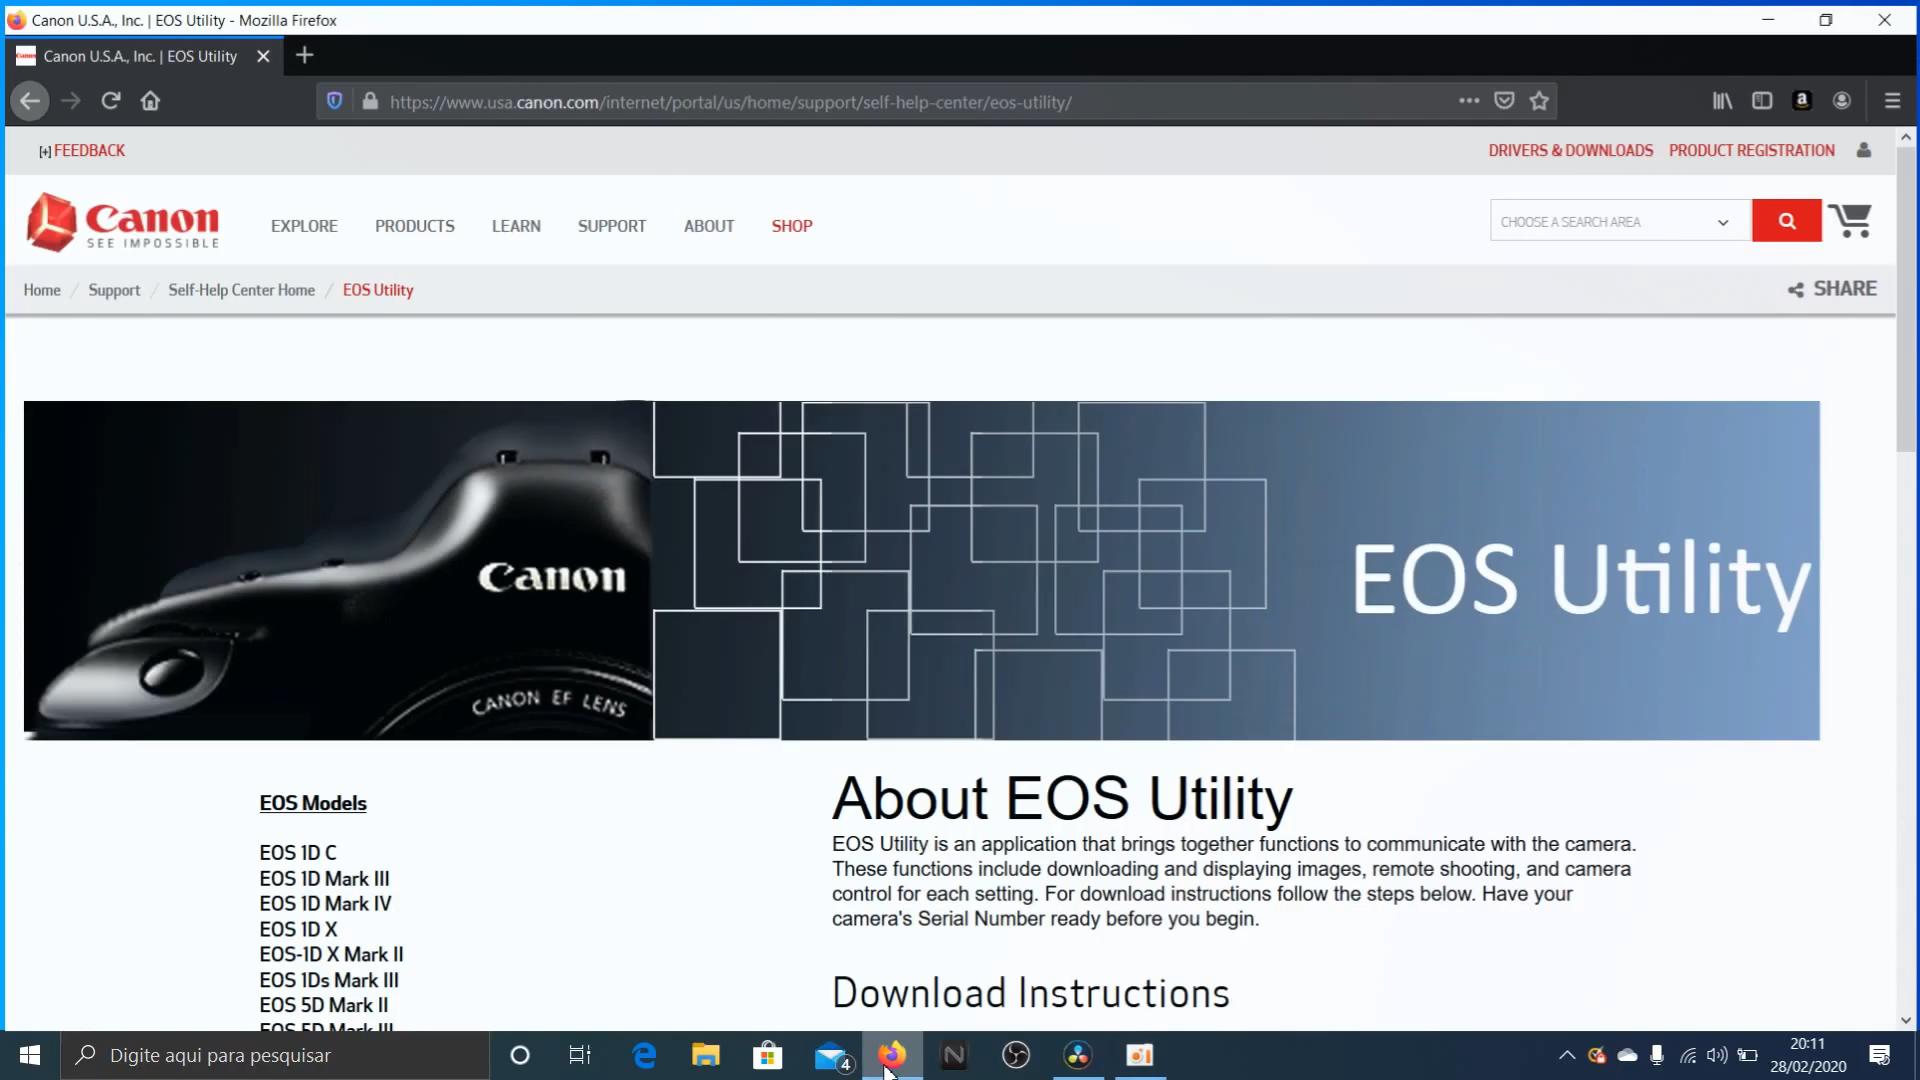 Canon U.S.A., Inc. | EOS Utility - Mozilla Firefox
Canon U.S.A., Inc. | EOS Utility
https://www.usa.canon.com/internet/portal/us/home/support/self-help-center/eos-utility/
[+] FEEDBACK
DRIVERS & DOWNLOADS PRODUCT REGISTRATION
Canon
SEE IMPOSSIBLE
EXPLORE PRODUCTS LEARN SUPPORT ABOUT SHOP
CHOOSE A SEARCH AREA
Home / Support / Self-Help Center Home / EOS Utility
SHARE
Canon
CANON EF LENS
EOS Utility
EOS Models
EOS 1D C
EOS 1D Mark III
EOS 1D Mark IV
EOS 1D X
EOS-1D X Mark II
EOS 1Ds Mark III
EOS 5D Mark II
EOS 5D Mark III
About EOS Utility
EOS Utility is an application that brings together functions to communicate with the camera.
These functions include downloading and displaying images, remote shooting, and camera
control for each setting. For download instructions follow the steps below. Have your
camera's Serial Number ready before you begin.
Download Instructions
Digite aqui para pesquisar
4
20:11
28/02/2020